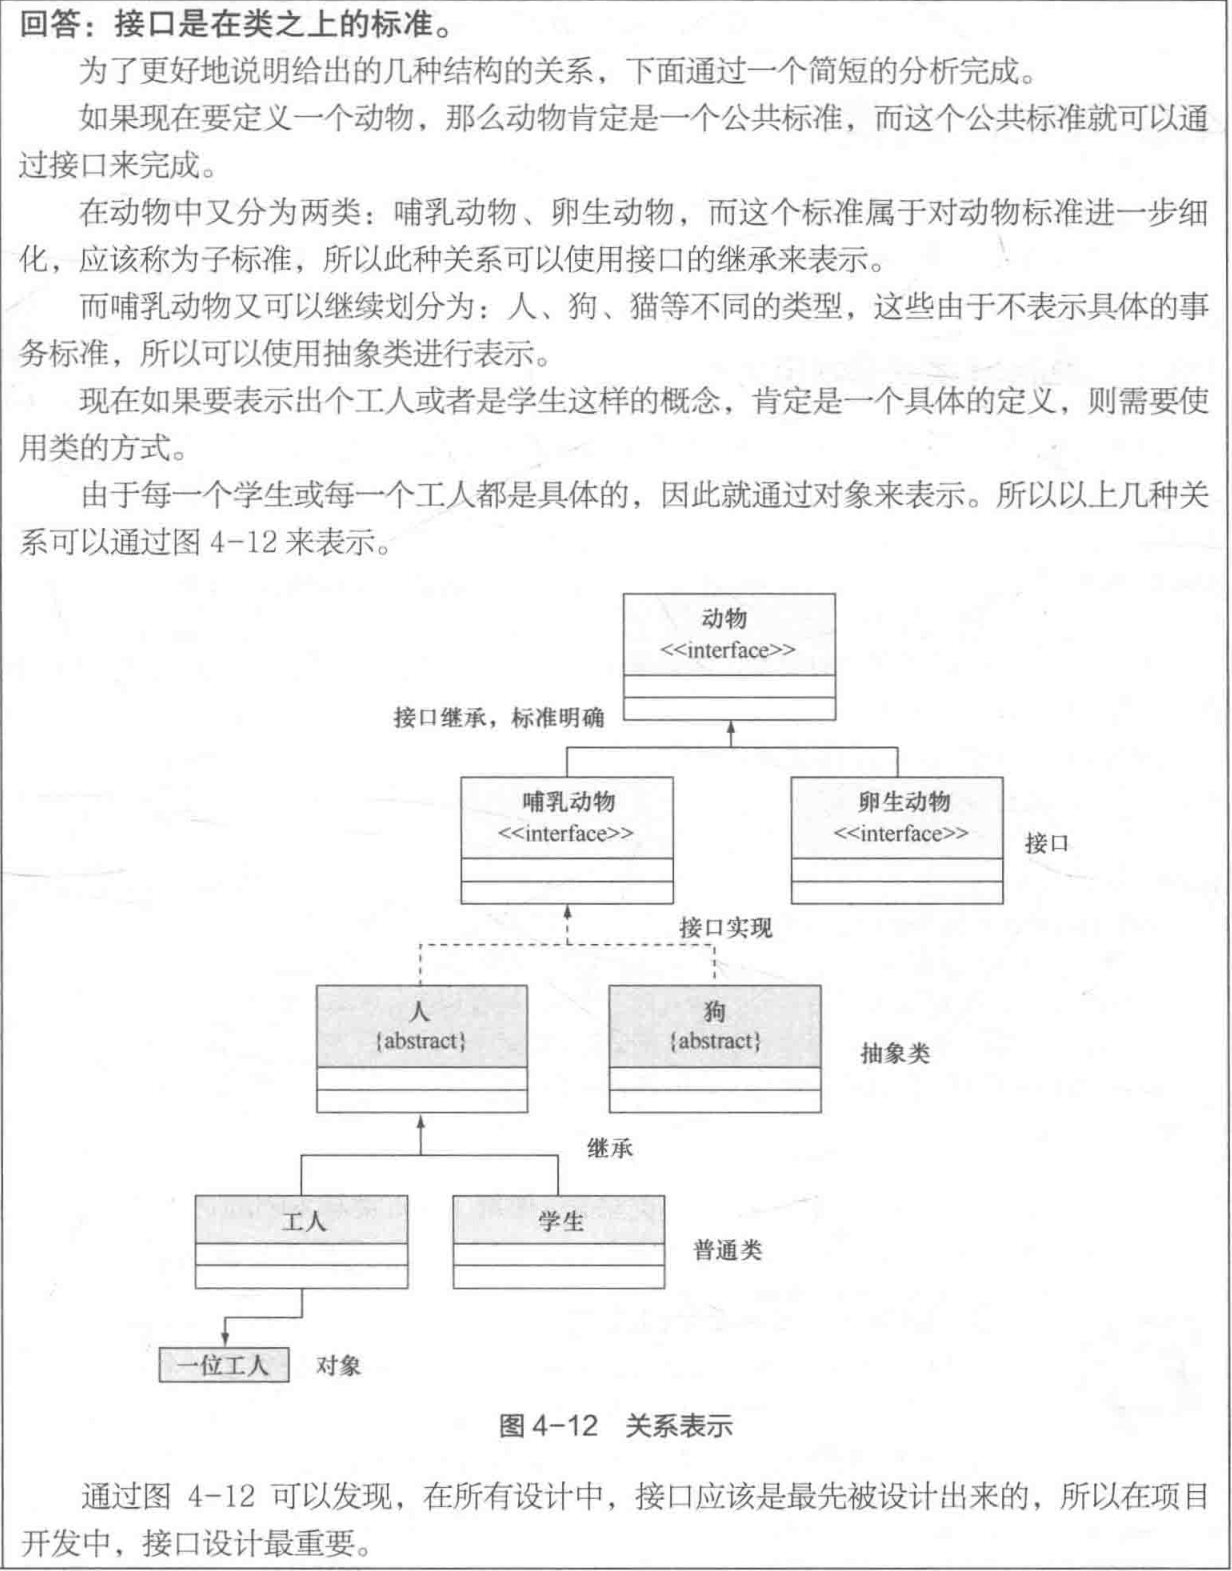 回答：接口是在类之上的标准。
为了更好地说明给出的几种结构的关系，下面通过一个简短的分析完成。
如果现在要定义一个动物，那么动物肯定是一个公共标准，而这个公共标准就可以通
过接口来完成。
在动物中又分为两类：哺乳动物、卵生动物，而这个标准属于对动物标准进一步细
化，应该称为子标准，所以此种关系可以使用接口的继承来表示。
而哺乳动物又可以继续划分为：人、狗、猫等不同的类型，这些由于不表示具体的事
务标准，所以可以使用抽象类进行表示。
现在如果要表示出个工人或者是学生这样的概念，肯定是一个具体的定义，则需要使
用类的方式。
由于每一个学生或每一个工人都是具体的，因此就通过对象来表示。所以以上几种关
系可以通过图 4-12 来表示。
动物
<<interface>>
接口继承，标准明确
哺乳动物
<<interface>>
卵生动物
<<interface>>
接口
接口实现
人
{abstract}
狗
{abstract}
抽象类
继承
工人
学生
普通类
一位工人
对象
图 4-12 关系表示
通过图 4-12 可以发现，在所有设计中，接口应该是最先被设计出来的，所以在项目
开发中，接口设计最重要。